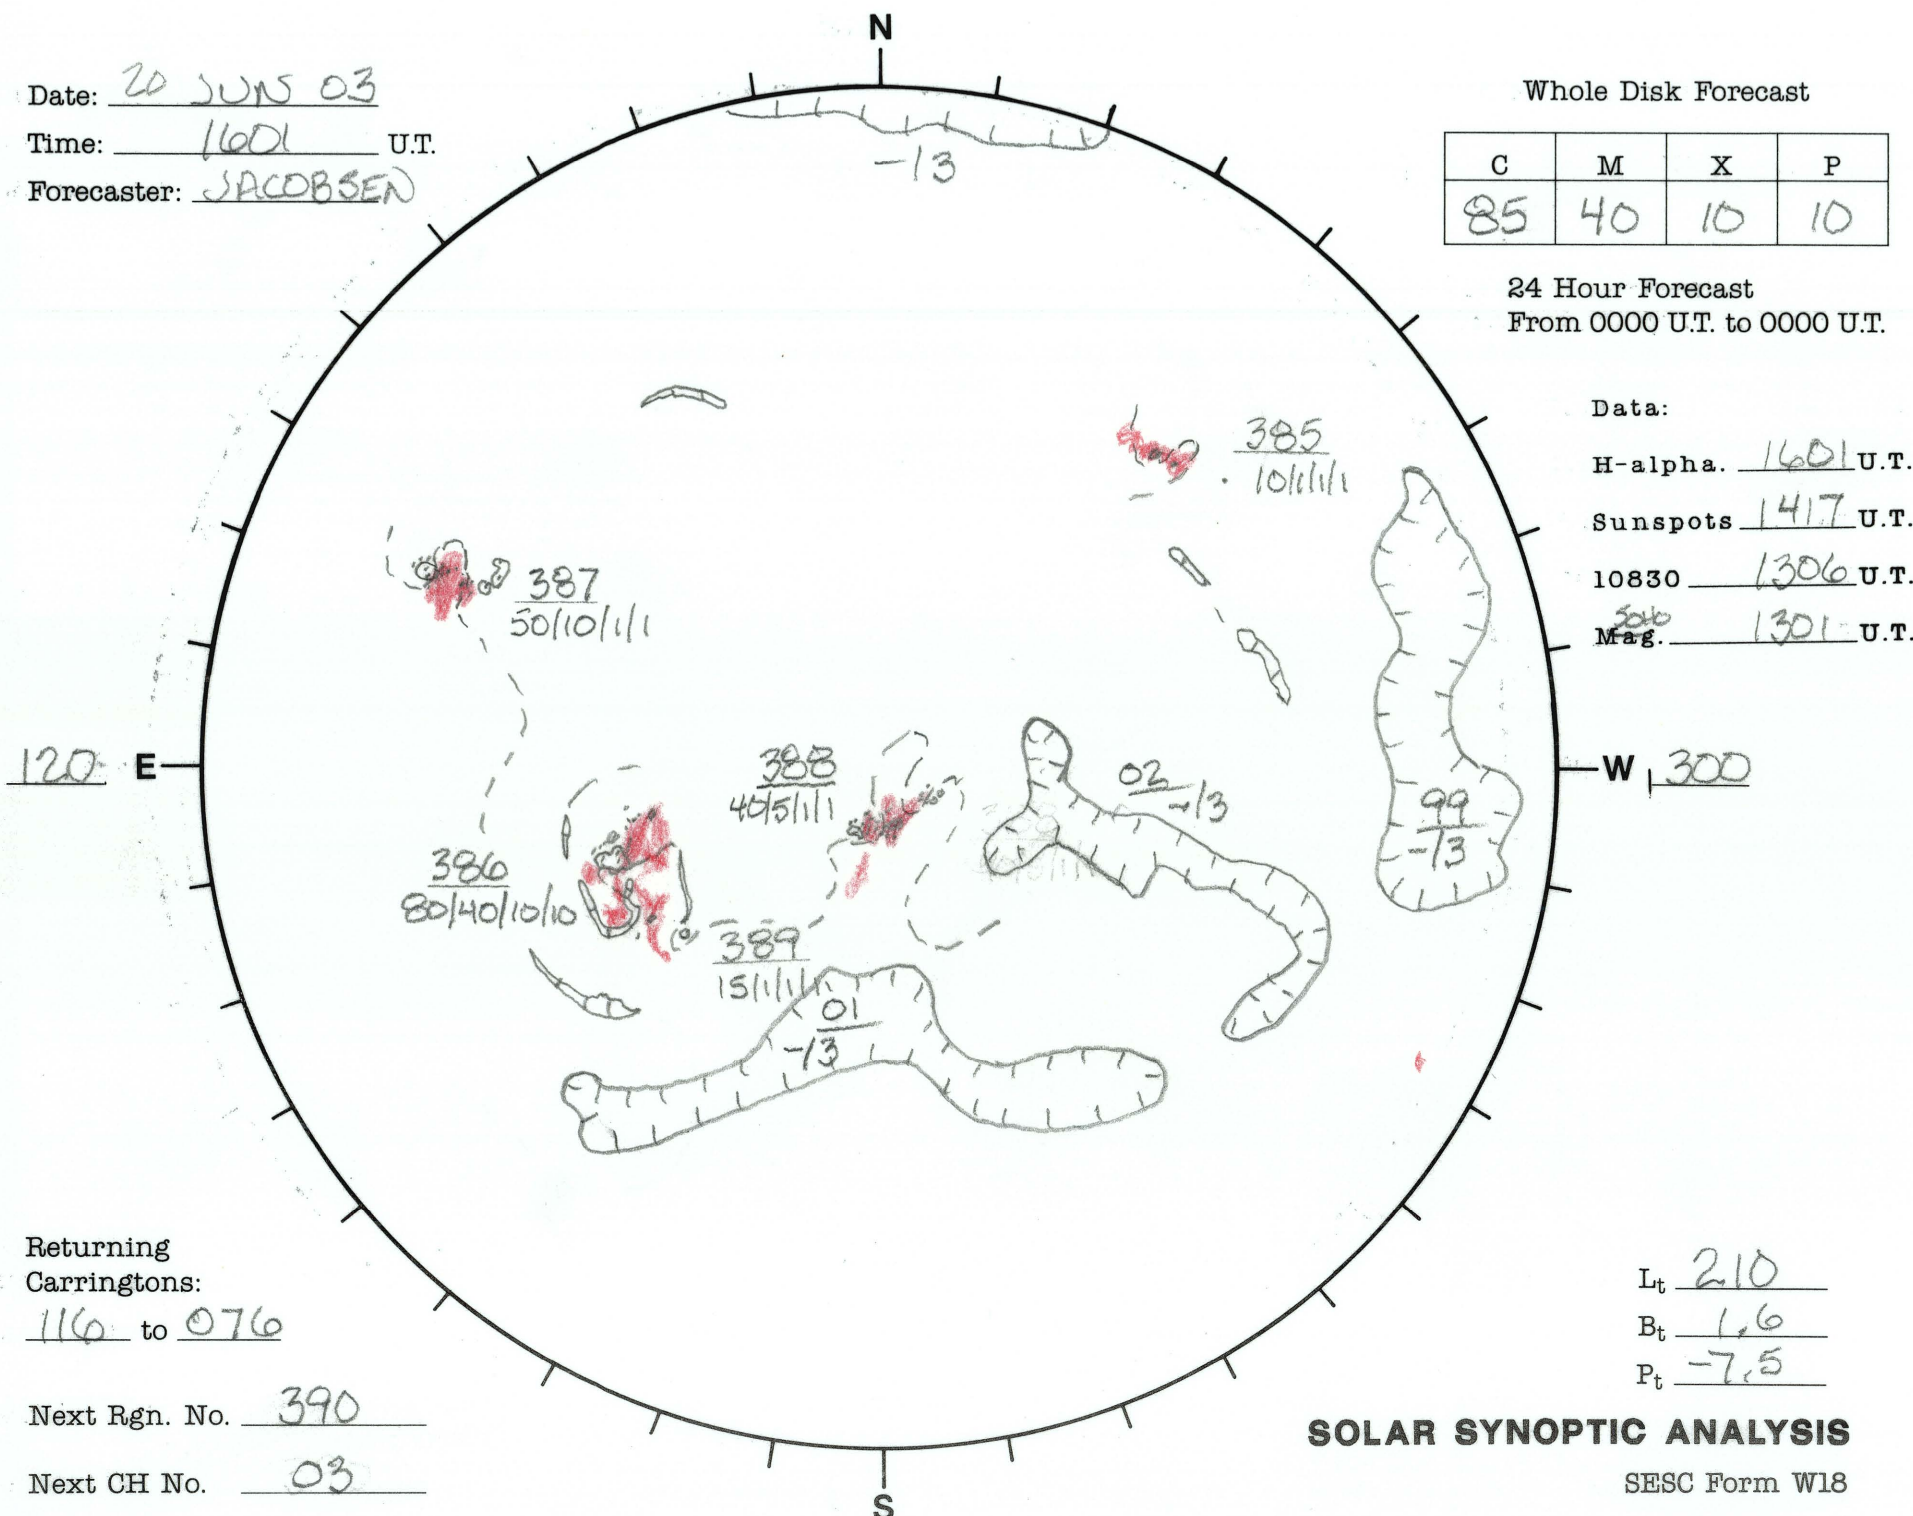 N
Date: 20 JUN 03
Time: 1601 U.T.
Forecaster: JACOBSEN
Whole Disk Forecast
C M X P
85 40 10 10
24 Hour Forecast
From 0000 U.T. to 0000 U.T.
Data:
H-alpha. 1601 U.T.
Sunspots 1417 U.T.
10830 1306 U.T.
SOHO
Mag. 1301 U.T.
-13
385
10/1/1/1
387
50/10/1/1
120 E
W 300
388
40/5/1/1
02
-13
99
-13
386
80/40/10/10
389
15/1/1/1
01
-13
Returning
Carringtons:
116 to 076
Next Rgn. No. 390
Next CH No. 03
Lt 210
Bt 1.6
Pt -7.5
SOLAR SYNOPTIC ANALYSIS
SESC Form W18
S